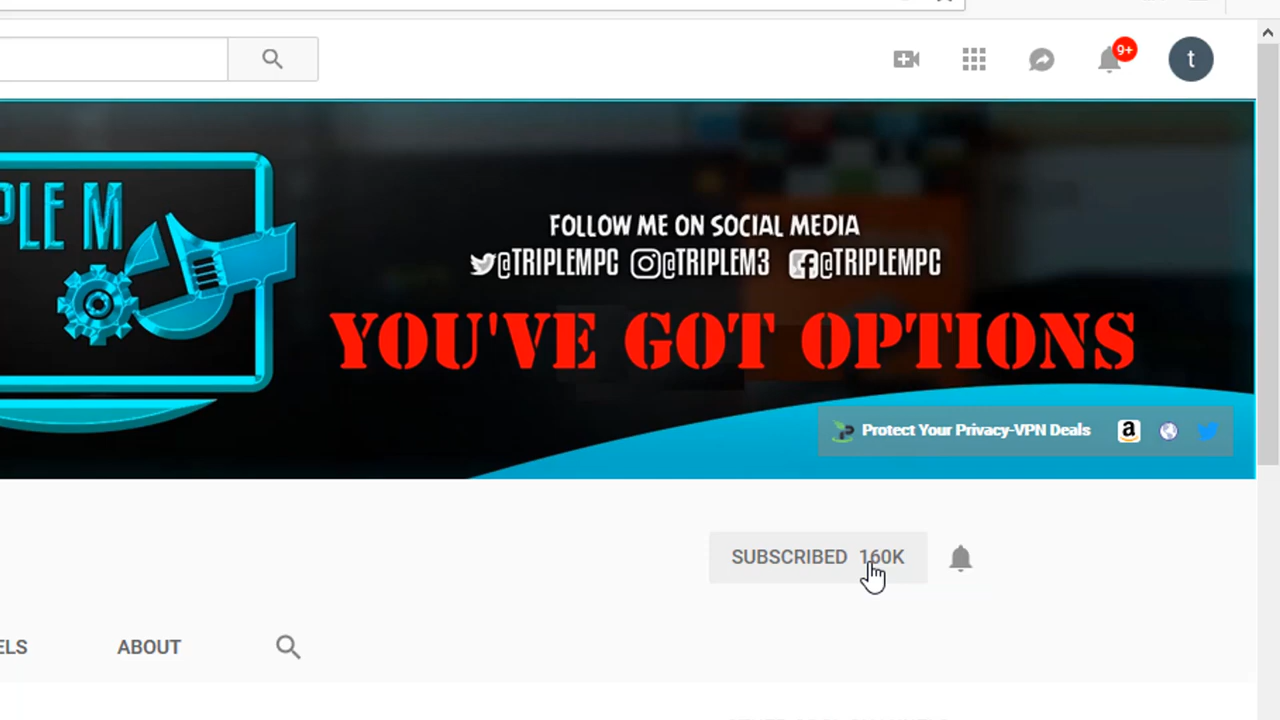 9+
t
PLE M
FOLLOW ME ON SOCIAL MEDIA
@TRIPLEMPC @TRIPLEM3 @TRIPLEMPC
YOU'VE GOT OPTIONS
Protect Your Privacy-VPN Deals
SUBSCRIBED 160K
ELS ABOUT